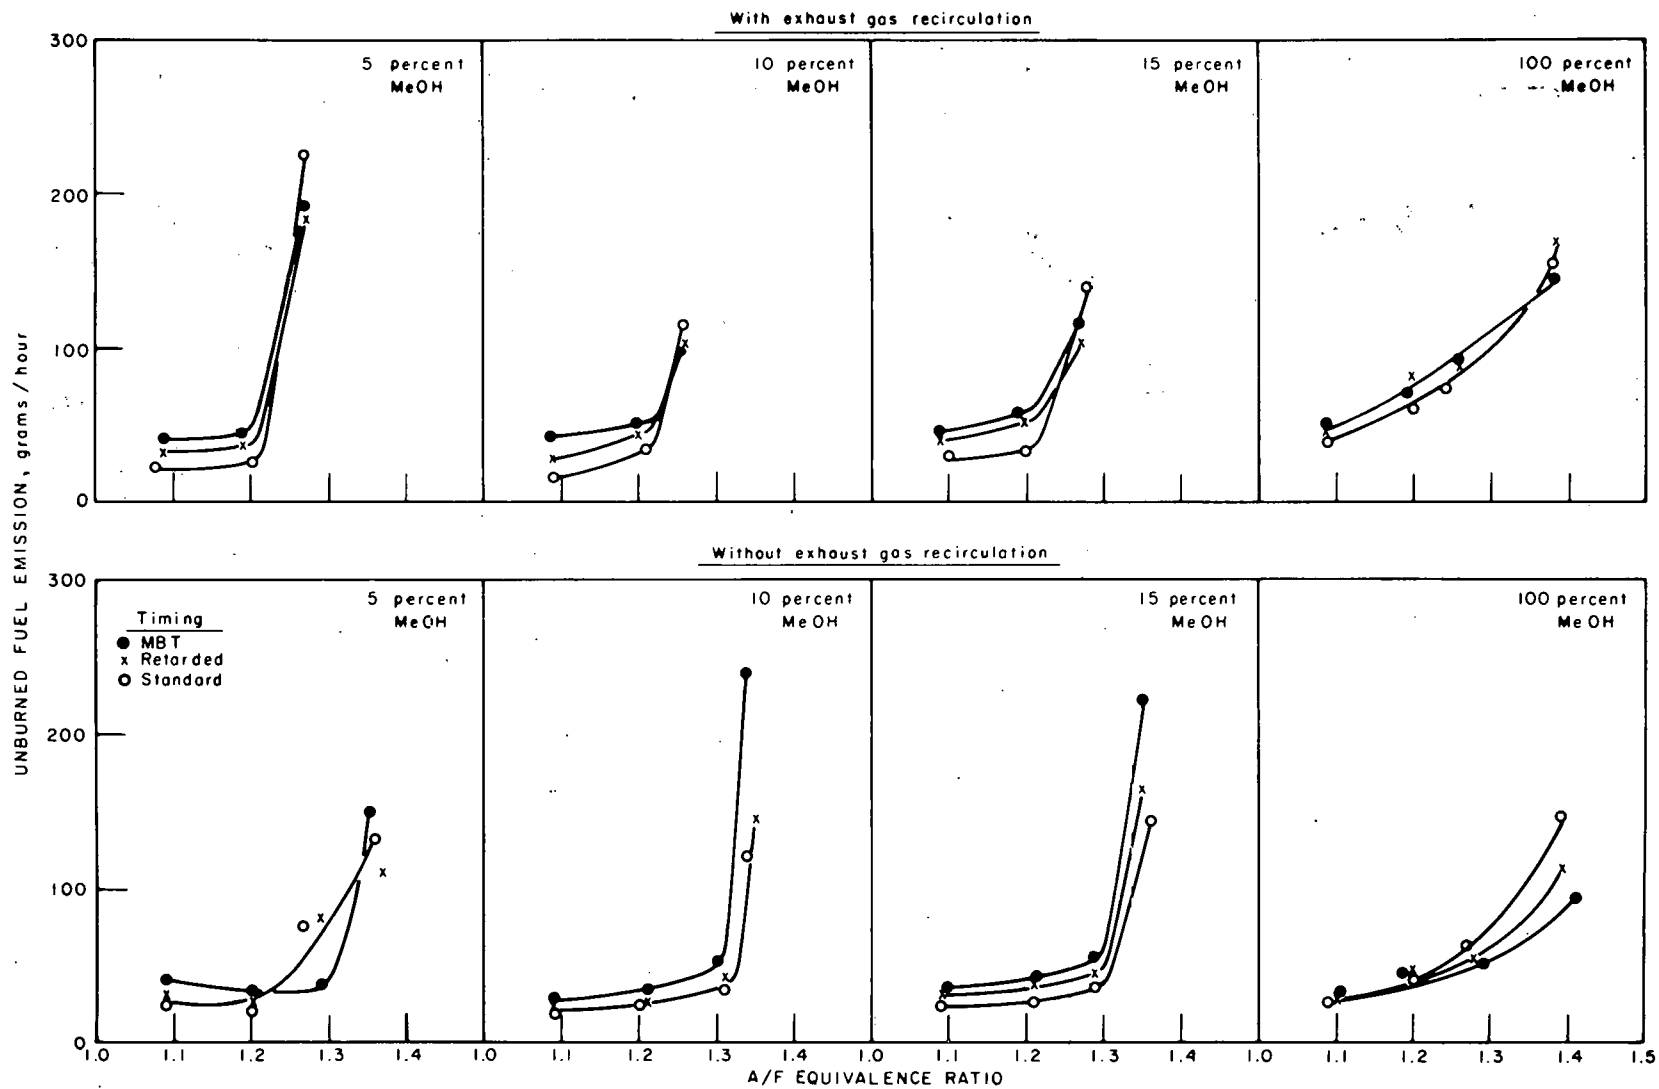 With exhaust gas recirculation
300
200
100
0
5 percent
MeOH
10 percent
MeOH
15 percent
MeOH
100 percent
MeOH
UNBURNED FUEL EMISSION, grams/hour
Without exhaust gas recirculation
300
200
100
0
5 percent
MeOH
Timing
● MBT
x Retarded
o Standard
10 percent
MeOH
15 percent
MeOH
100 percent
MeOH
1.0 1.1 1.2 1.3 1.4 1.0 1.1 1.2 1.3 1.4 1.0 1.1 1.2 1.3 1.4 1.0 1.1 1.2 1.3 1.4 1.5
A/F EQUIVALENCE RATIO